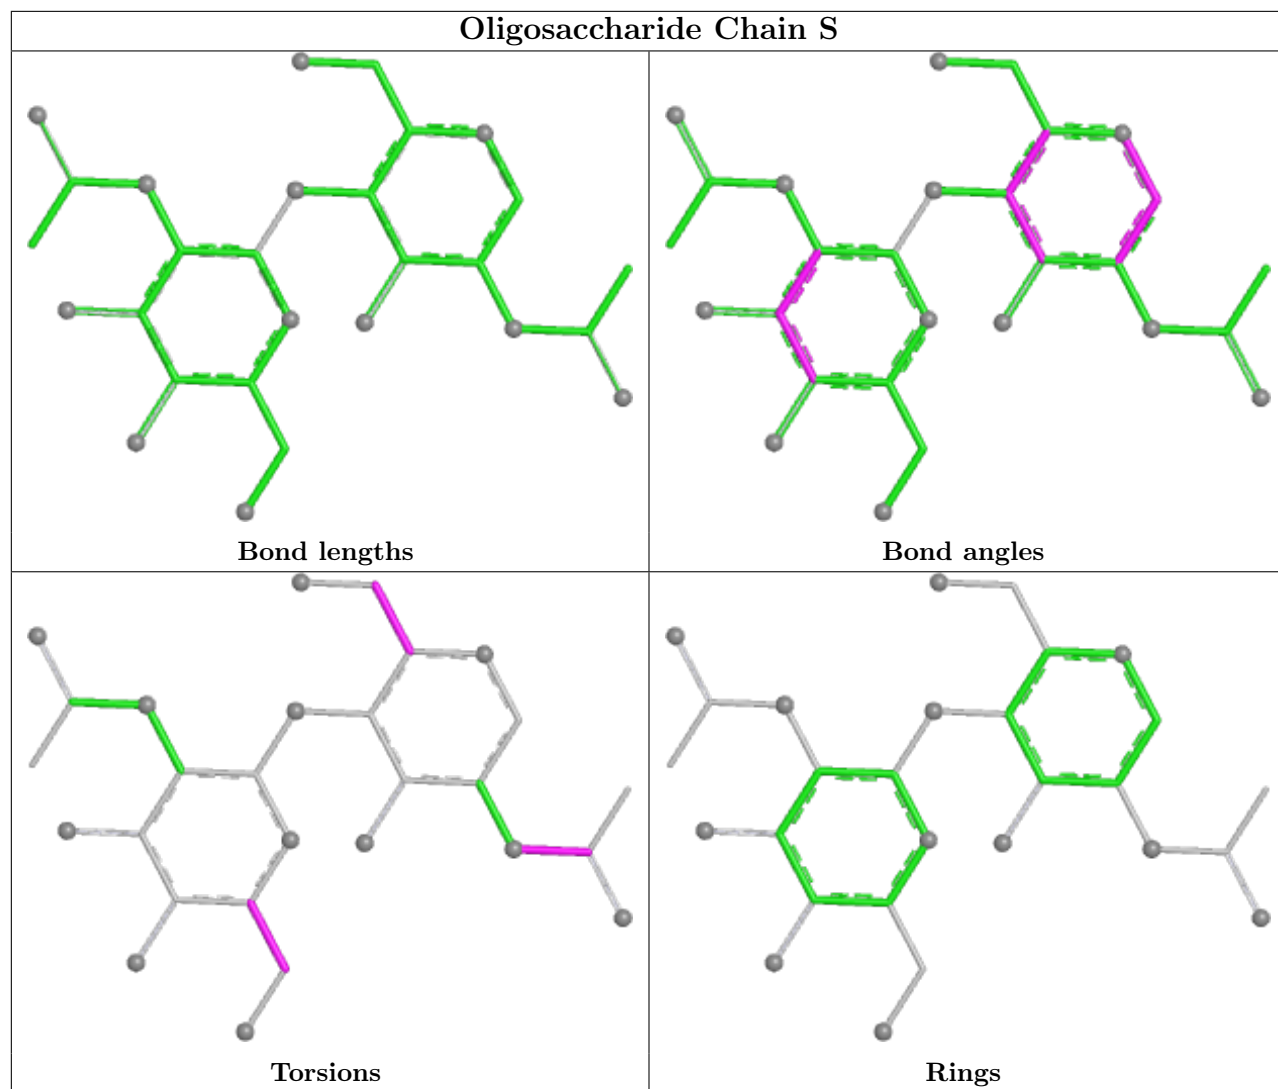 Oligosaccharide Chain S
Bond lengths
Bond angles
Torsions
Rings